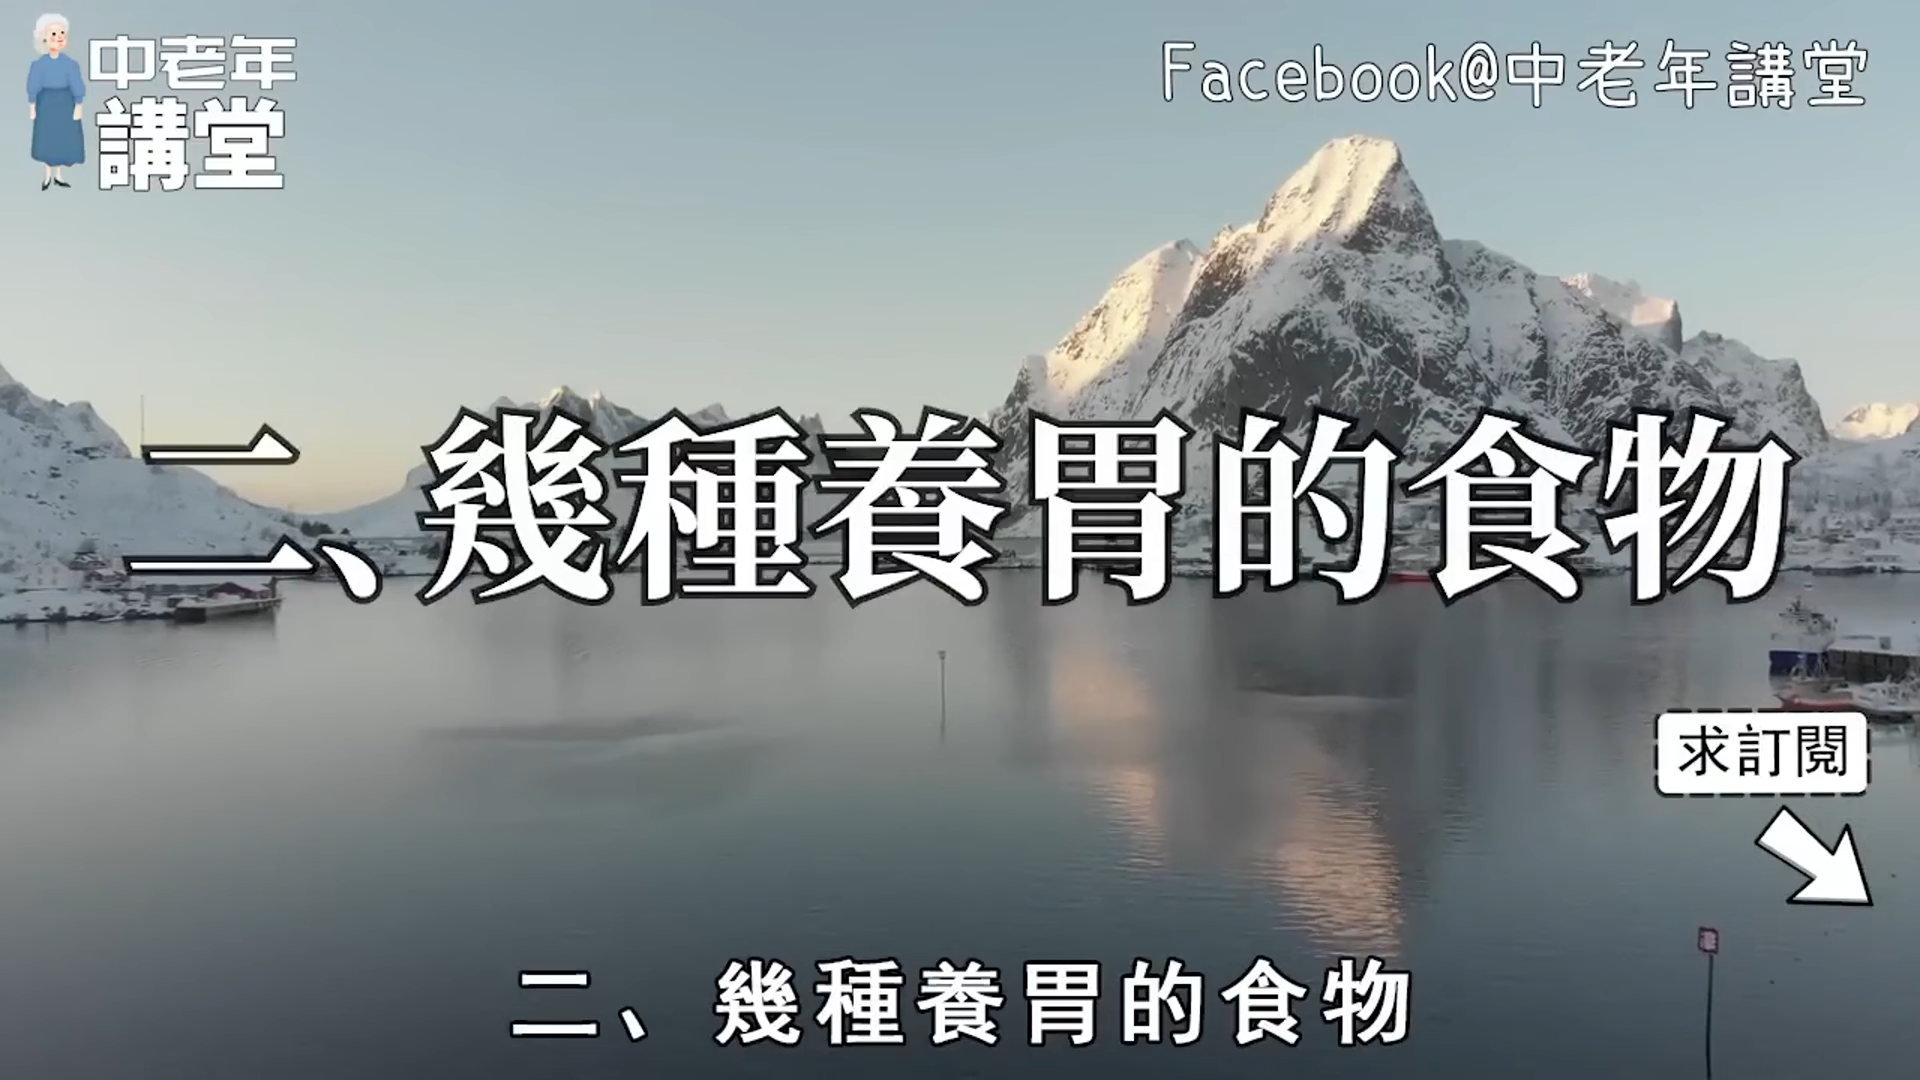 中老年
講堂
Facebook@中老年講堂
二、幾種養胃的食物
求訂閱
二、幾種養胃的食物